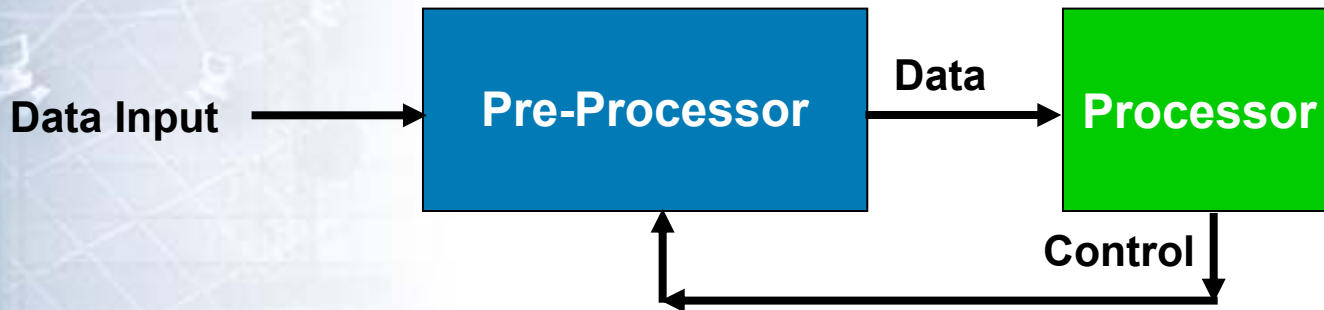 Data Input
Pre-Processor
Data
Processor
Control